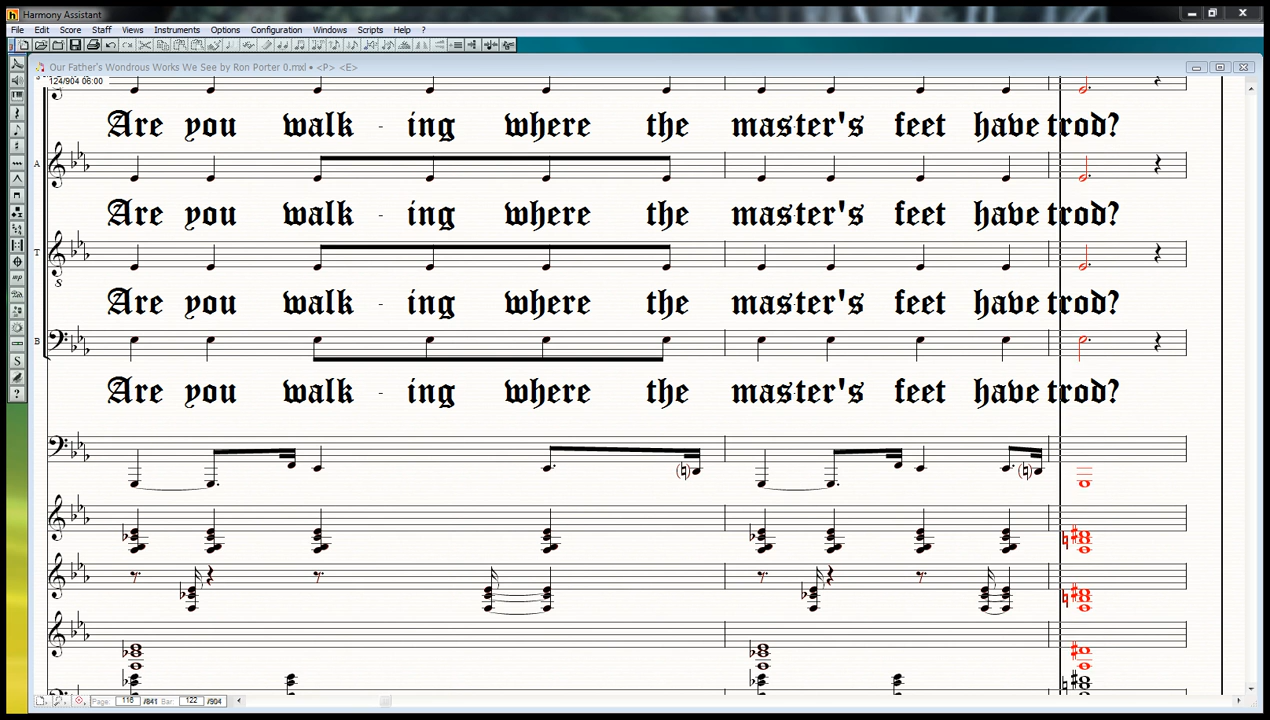 Harmony Assistant
File Edit Score Staff Views Instruments Options Configuration Windows Scripts Help ?
Our Father's Wondrous Works We See by Ron Porter 0.mxl • <P> <E>
124/904 06:00
Are you walk - ing where the master's feet have trod?
A
Are you walk - ing where the master's feet have trod?
T
Are you walk - ing where the master's feet have trod?
B
Are you walk - ing where the master's feet have trod?
Page: 116 /841 Bar: 122 /904